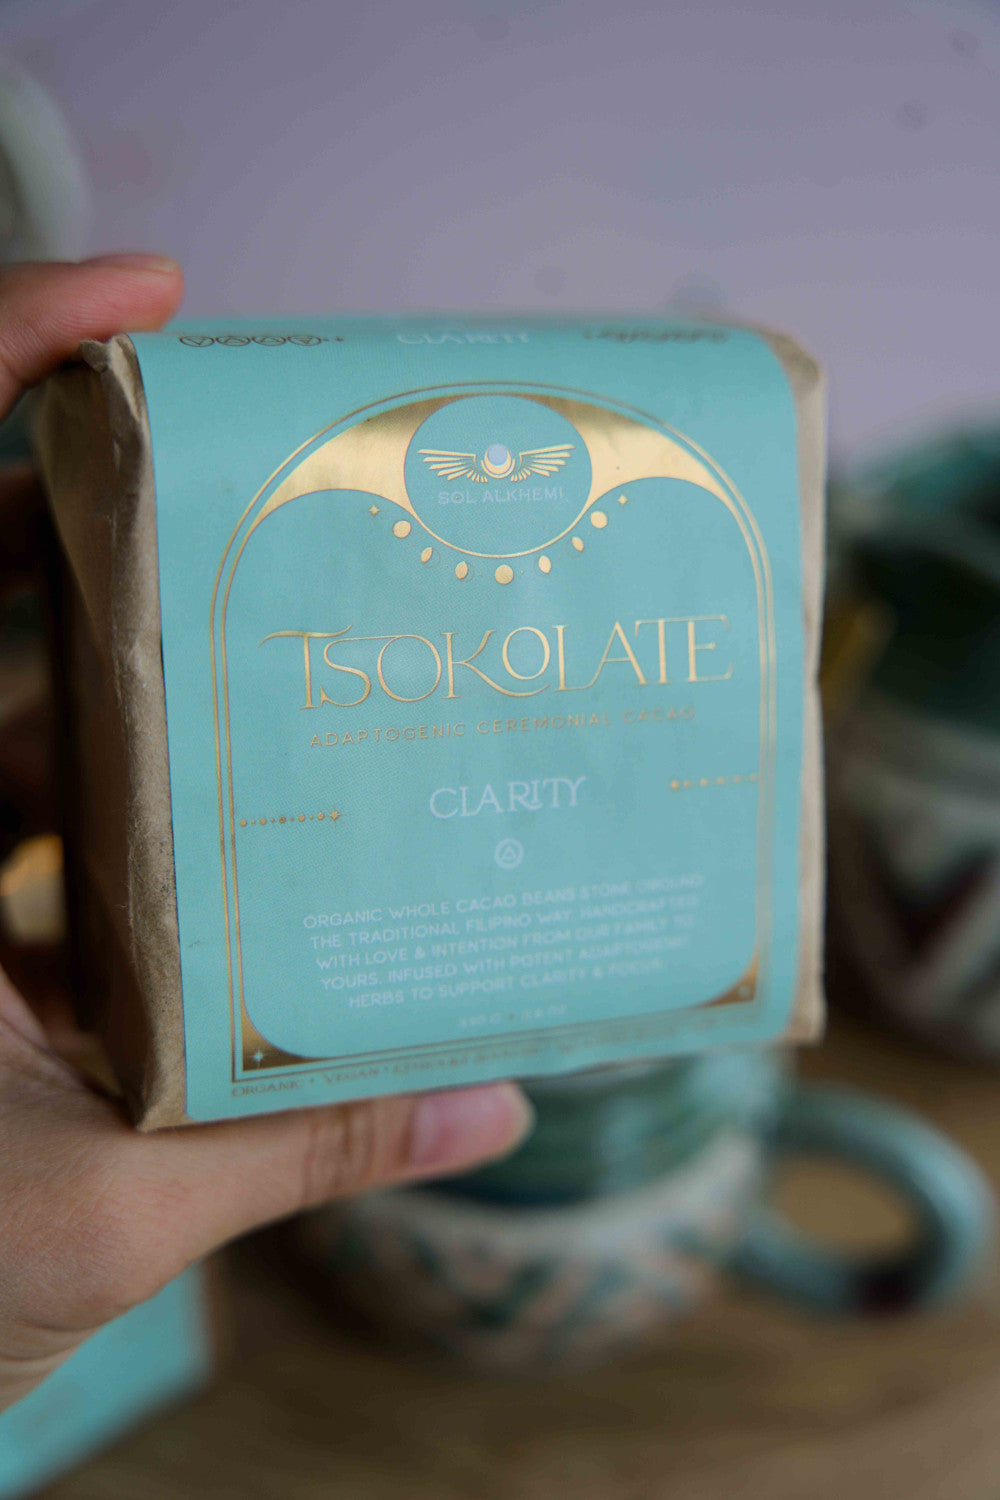 CLARITY
SOL ALKHEMI
TSOKOLATE
ADAPTOGENIC CEREMONIAL CACAO
CLARITY
ORGANIC WHOLE CACAO BEANS STONE GROUND
THE TRADITIONAL FILIPINO WAY. HANDCRAFTED
WITH LOVE & INTENTION FROM OUR FAMILY TO
YOURS. INFUSED WITH POTENT ADAPTOGENIC
HERBS TO SUPPORT CLARITY & FOCUS.
ORGANIC • VEGAN •